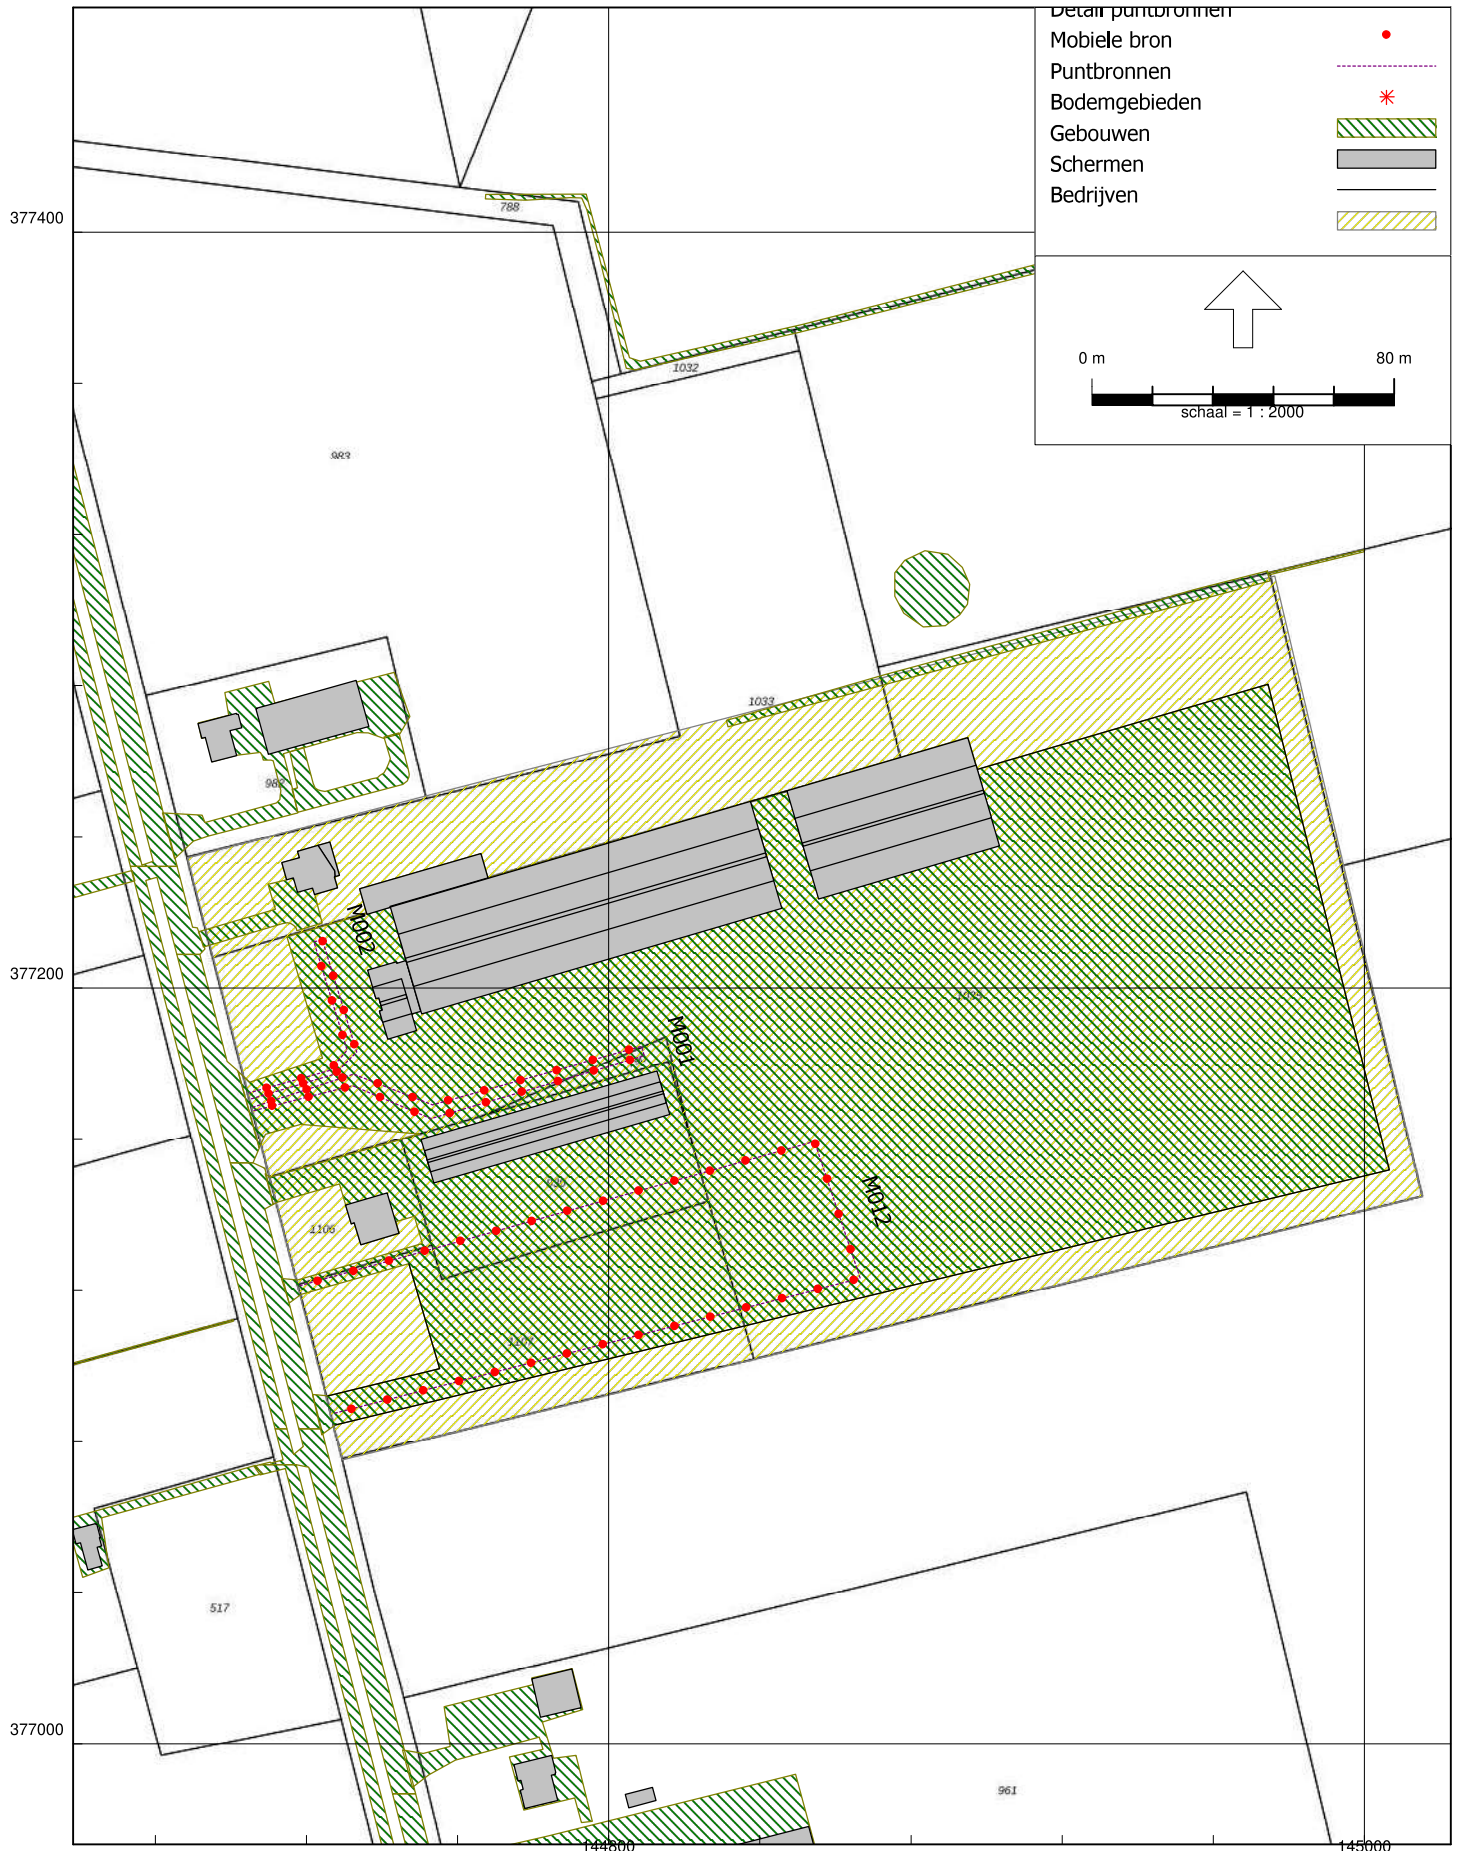 Detail puntbronnen
Mobiele bron
Puntbronnen
Bodemgebieden
Gebouwen
Schermen
Bedrijven
0 m
80 m
schaal = 1 : 2000
377400
788
1032
983
1033
982
M002
377200
M001
1106
M012
1107
517
377000
961
144800
145000